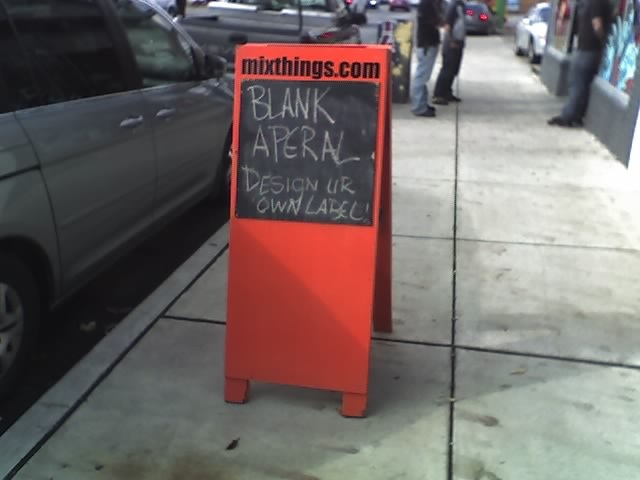 mixthings.com
BLANK
APERAL
DESIGN UR
OWN LABEL!